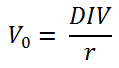 V₀ = DIV / r